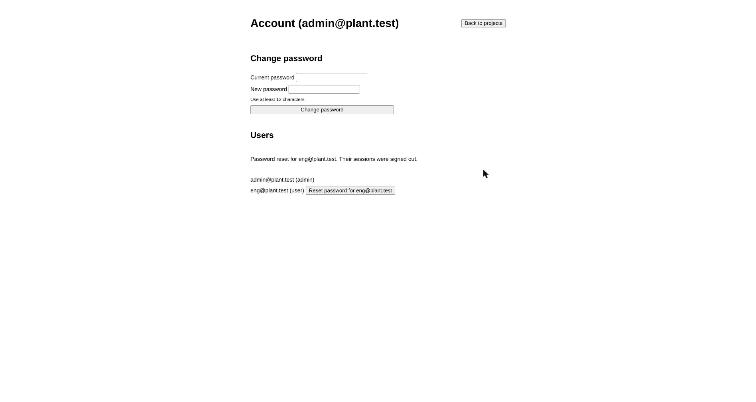 Account (admin@plant.test)
Back to projects
Change password
Current password
New password
Use at least 12 characters.
Change password
Users
Password reset for eng@plant.test. Their sessions were signed out.
admin@plant.test (admin)
eng@plant.test (user) Reset password for eng@plant.test